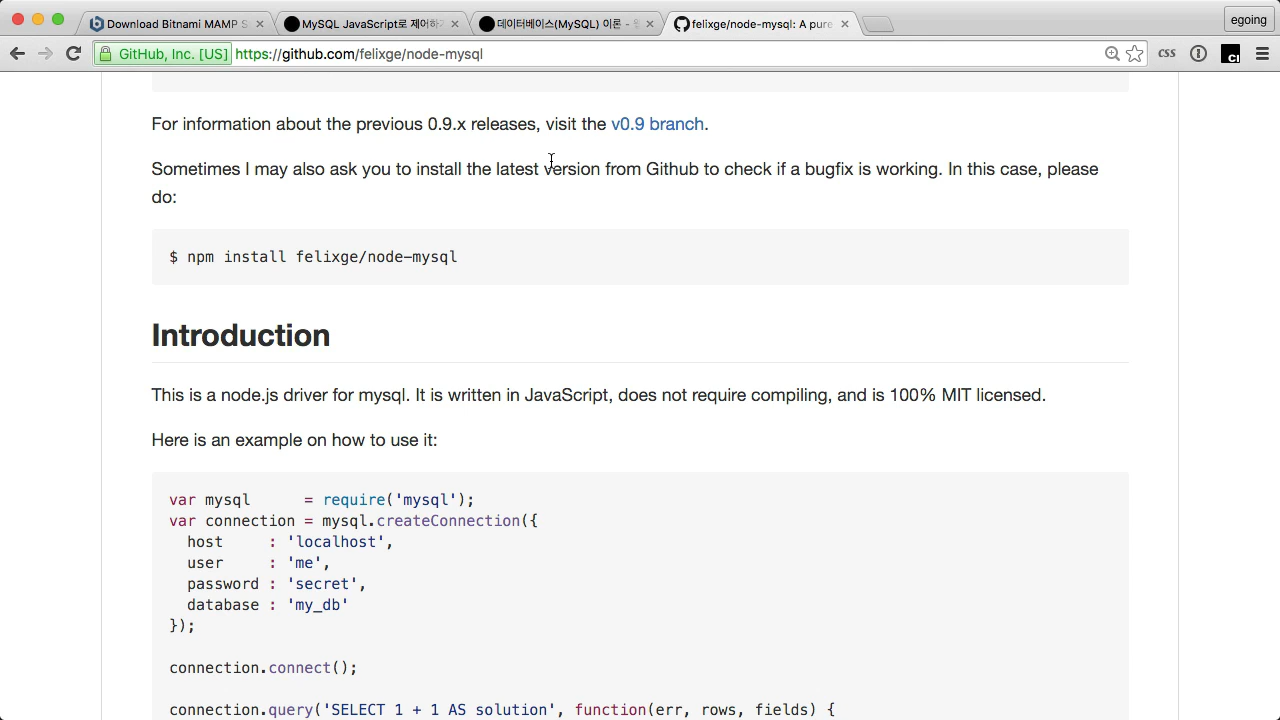 Download Bitnami MAMP S
MySQL JavaScript로 제어하기
데이터베이스(MySQL) 이론 -
felixge/node-mysql: A pure
egoing
GitHub, Inc. [US] https://github.com/felixge/node-mysql
css
For information about the previous 0.9.x releases, visit the v0.9 branch.
Sometimes I may also ask you to install the latest version from Github to check if a bugfix is working. In this case, please
do:
$ npm install felixge/node-mysql
Introduction
This is a node.js driver for mysql. It is written in JavaScript, does not require compiling, and is 100% MIT licensed.
Here is an example on how to use it:
var mysql      = require('mysql');
var connection = mysql.createConnection({
  host     : 'localhost',
  user     : 'me',
  password : 'secret',
  database : 'my_db'
});
connection.connect();
connection.query('SELECT 1 + 1 AS solution', function(err, rows, fields) {